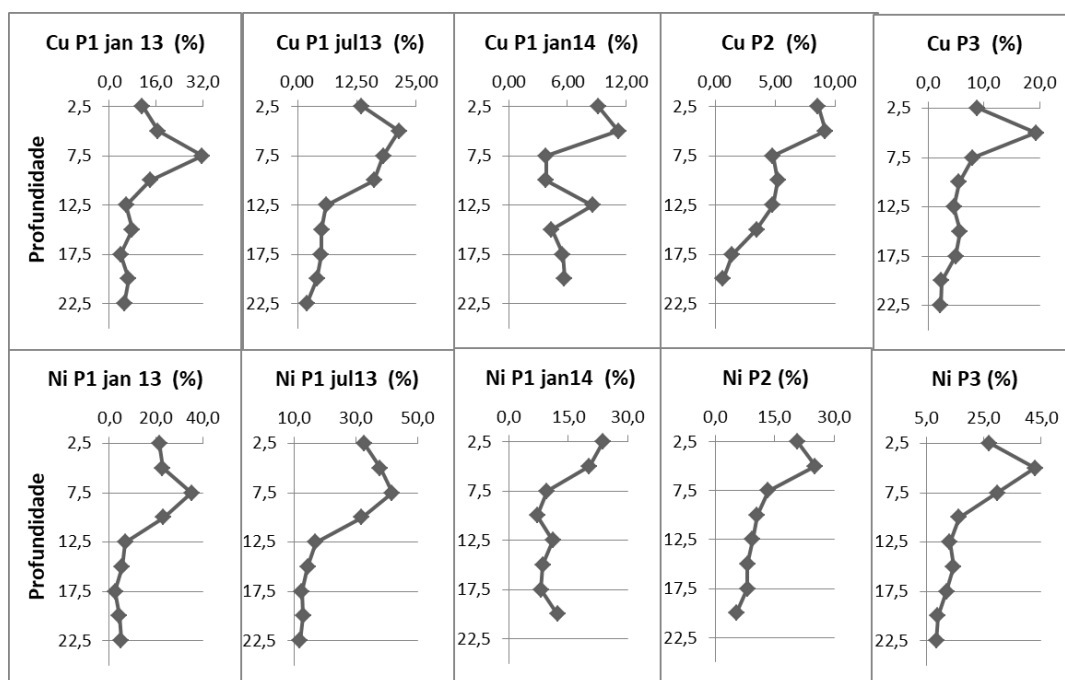 Cu P1 jan 13 (%)
0,0 16,0 32,0
Profundidade
2,5
7,5
12,5
17,5
22,5
Cu P1 jul13 (%)
0,00 12,50 25,00
2,5
7,5
12,5
17,5
22,5
Cu P1 jan14 (%)
0,00 6,00 12,00
2,5
7,5
12,5
17,5
22,5
Cu P2 (%)
0,00 5,00 10,00
2,5
7,5
12,5
17,5
22,5
Cu P3 (%)
0,0 10,0 20,0
2,5
7,5
12,5
17,5
22,5
Ni P1 jan 13 (%)
0,0 20,0 40,0
Profundidade
2,5
7,5
12,5
17,5
22,5
Ni P1 jul13 (%)
10,0 30,0 50,0
2,5
7,5
12,5
17,5
22,5
Ni P1 jan14 (%)
0,0 15,0 30,0
2,5
7,5
12,5
17,5
22,5
Ni P2 (%)
0,0 15,0 30,0
2,5
7,5
12,5
17,5
22,5
Ni P3 (%)
5,0 25,0 45,0
2,5
7,5
12,5
17,5
22,5